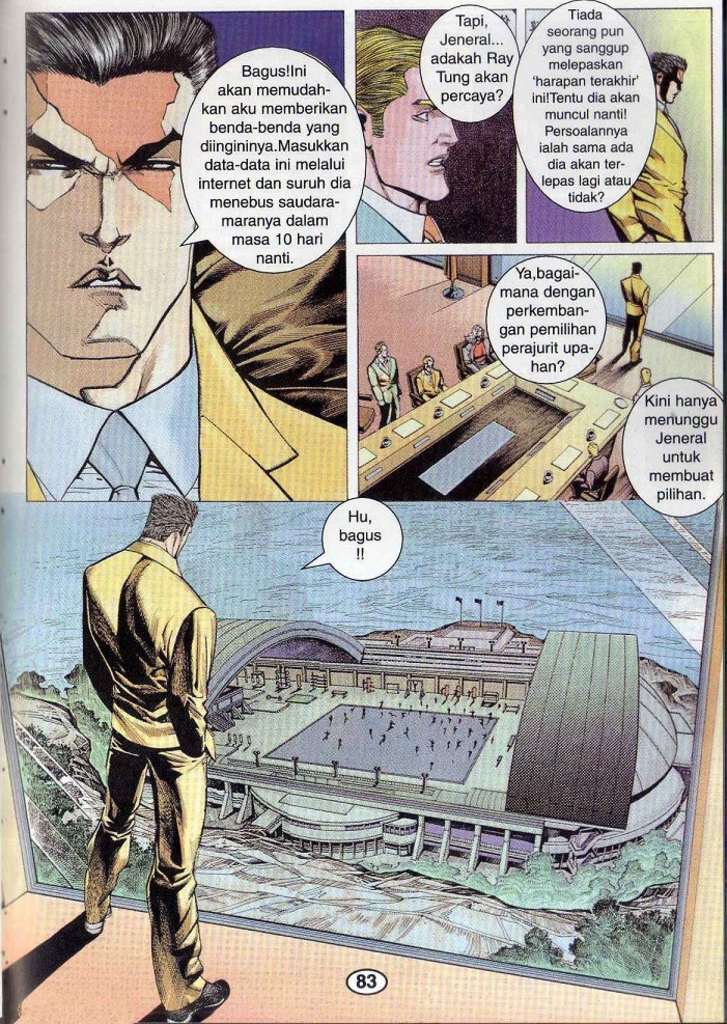 Bagus!Ini
akan memudah-
kan aku memberikan
benda-benda yang
diingininya.Masukkan
data-data ini melalui
internet dan suruh dia
menebus saudara-
maranya dalam
masa 10 hari
nanti.
Tapi,
Jeneral...
adakah Ray
Tung akan
percaya?
Tiada
seorang pun
yang sanggup
melepaskan
'harapan terakhir'
ini!Tentu dia akan
muncul nanti!
Persoalannya
ialah sama ada
dia akan ter-
lepas lagi atau
tidak?
Ya,bagai-
mana dengan
perkemban-
gan pemilihan
perajurit upa-
han?
Kini hanya
menunggu
Jeneral
untuk
membuat
pilihan.
Hu,
bagus
!!
83